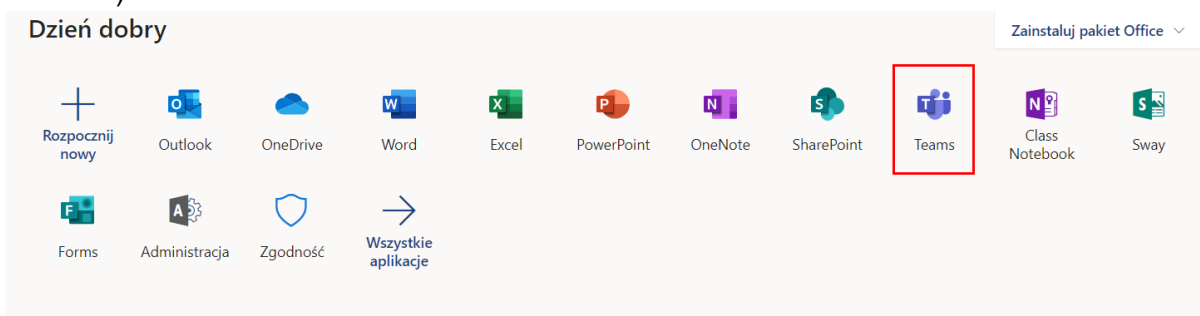 )
Dzień dobry
Zainstaluj pakiet Office
Rozpocznij
nowy
Outlook
OneDrive
Word
Excel
PowerPoint
OneNote
SharePoint
Teams
Class
Notebook
Sway
Forms
Administracja
Zgodność
Wszystkie
aplikacje